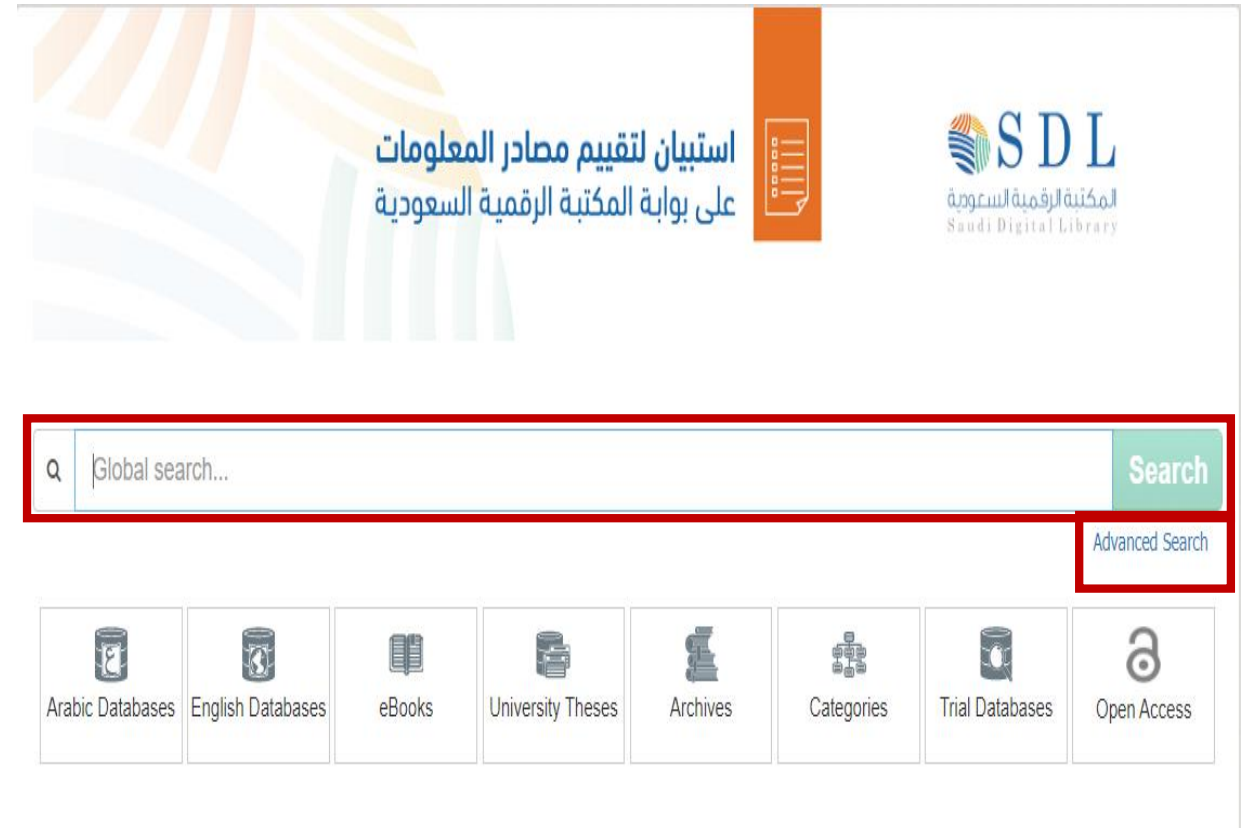 استبيان لتقييم مصادر المعلومات
على بوابة المكتبة الرقمية السعودية
SDL
المكتبة الرقمية السعودية
Saudi Digital Library
Global search...
Search
Advanced Search
Arabic Databases
English Databases
eBooks
University Theses
Archives
Categories
Trial Databases
Open Access